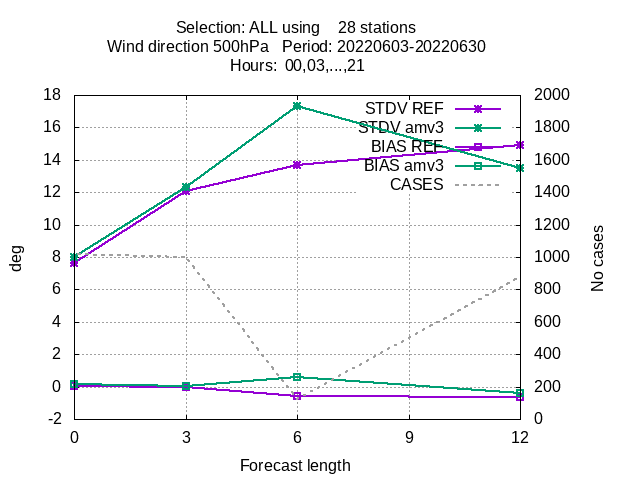 Selection: ALL using 28 stations
Wind direction 500hPa Period: 20220603-20220630
Hours: 00,03,...,21
STDV REF
STDV amv3
BIAS REF
BIAS amv3
CASES
deg
18
16
14
12
10
8
6
4
2
0
-2
No cases
2000
1800
1600
1400
1200
1000
800
600
400
200
0
0 3 6 9 12
Forecast length